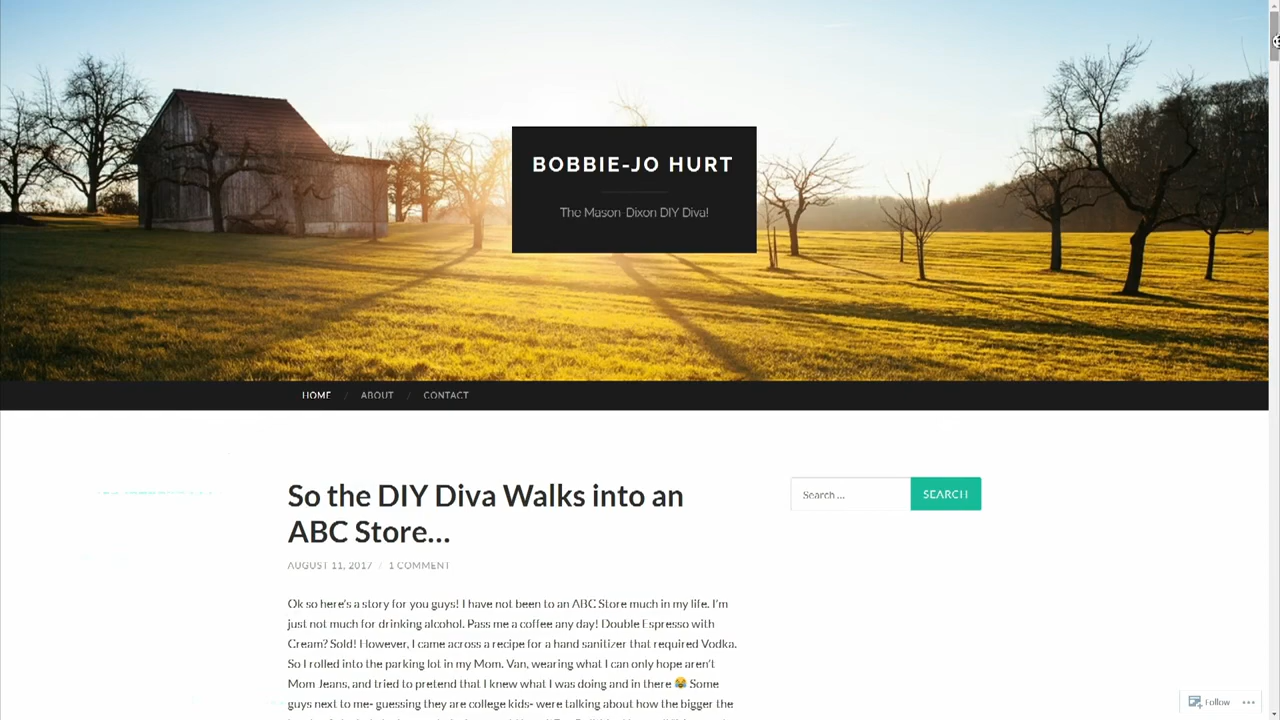 BOBBIE-JO HURT
The Mason-Dixon DIY Diva!
HOME / ABOUT / CONTACT
So the DIY Diva Walks into an
ABC Store...
Search ...
SEARCH
AUGUST 11, 2017 / 1 COMMENT
Ok so here's a story for you guys! I have not been to an ABC Store much in my life. I'm
just not much for drinking alcohol. Pass me a coffee any day! Double Espresso with
Cream? Sold! However, I came across a recipe for a hand sanitizer that required Vodka.
So I rolled into the parking lot in my Mom. Van, wearing what I can only hope aren't
Mom Jeans, and tried to pretend that I knew what I was doing and in there 😭 Some
guys next to me- guessing they are college kids- were talking about how the bigger the
Follow